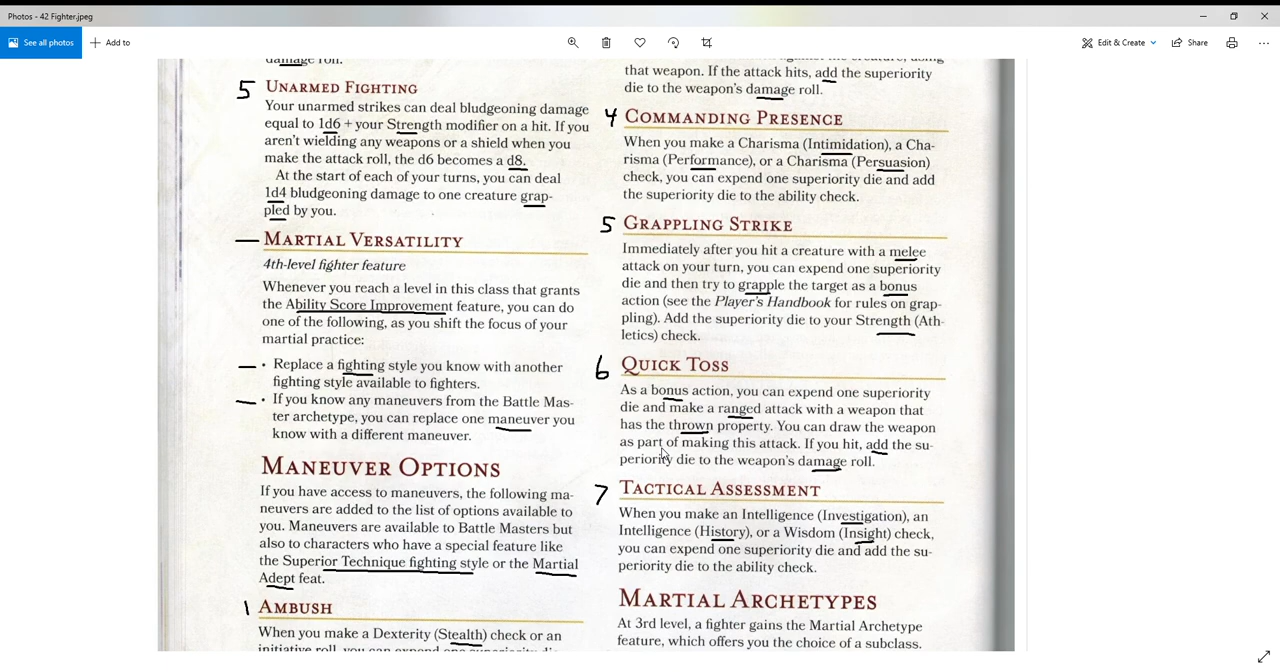 Photos - 42 Fighter.jpeg
See all photos
Add to
Edit & Create
Share
damage roll.
5 Unarmed Fighting
Your unarmed strikes can deal bludgeoning damage
equal to 1d6 + your Strength modifier on a hit. If you
aren't wielding any weapons or a shield when you
make the attack roll, the d6 becomes a d8.
At the start of each of your turns, you can deal
1d4 bludgeoning damage to one creature grap-
pled by you.
Martial Versatility
4th-level fighter feature
Whenever you reach a level in this class that grants
the Ability Score Improvement feature, you can do
one of the following, as you shift the focus of your
martial practice:
• Replace a fighting style you know with another
fighting style available to fighters.
• If you know any maneuvers from the Battle Mas-
ter archetype, you can replace one maneuver you
know with a different maneuver.
Maneuver Options
If you have access to maneuvers, the following ma-
neuvers are added to the list of options available to
you. Maneuvers are available to Battle Masters but
also to characters who have a special feature like
the Superior Technique fighting style or the Martial
Adept feat.
1 Ambush
When you make a Dexterity (Stealth) check or an
initiative roll, you can expend one superiority
that weapon. If the attack hits, add the superiority
die to the weapon's damage roll.
4 Commanding Presence
When you make a Charisma (Intimidation), a Cha-
risma (Performance), or a Charisma (Persuasion)
check, you can expend one superiority die and add
the superiority die to the ability check.
5 Grappling Strike
Immediately after you hit a creature with a melee
attack on your turn, you can expend one superiority
die and then try to grapple the target as a bonus
action (see the Player's Handbook for rules on grap-
pling). Add the superiority die to your Strength (Ath-
letics) check.
6 Quick Toss
As a bonus action, you can expend one superiority
die and make a ranged attack with a weapon that
has the thrown property. You can draw the weapon
as part of making this attack. If you hit, add the su-
periority die to the weapon's damage roll.
7 Tactical Assessment
When you make an Intelligence (Investigation), an
Intelligence (History), or a Wisdom (Insight) check,
you can expend one superiority die and add the su-
periority die to the ability check.
Martial Archetypes
At 3rd level, a fighter gains the Martial Archetype
feature, which offers you the choice of a subclass.